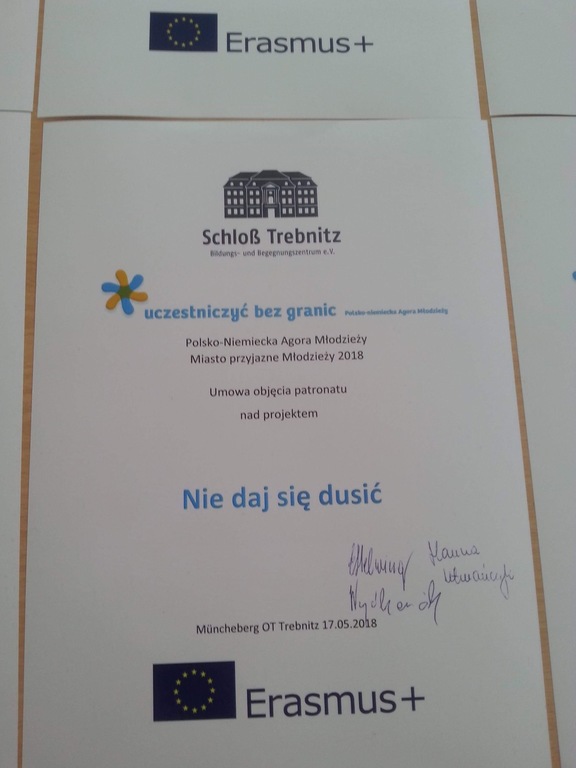 Erasmus+
Schloß Trebnitz
Bildungs- und Begegnungszentrum e.V.
uczestniczyć bez granic Polsko-niemiecka Agora Młodzieży
Polsko-Niemiecka Agora Młodzieży
Miasto przyjazne Młodzieży 2018
Umowa objęcia patronatu
nad projektem
Nie daj się dusić
Hanna
Müncheberg OT Trebnitz 17.05.2018
Erasmus+